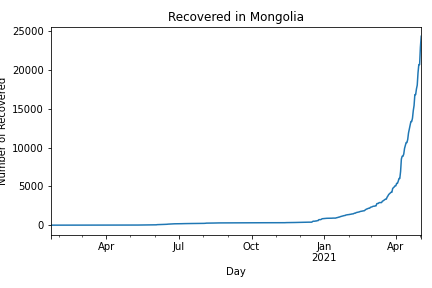 Recovered in Mongolia
Number of Recovered
25000
20000
15000
10000
5000
0
Apr
Jul
Oct
Jan
2021
Apr
Day